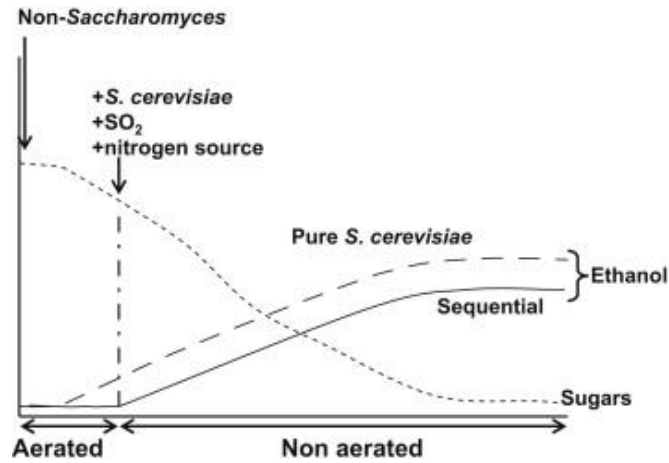 Non-Saccharomyces
+S. cerevisiae
+SO₂
+nitrogen source
Pure S. cerevisiae
Ethanol
Sequential
Sugars
Aerated
Non aerated